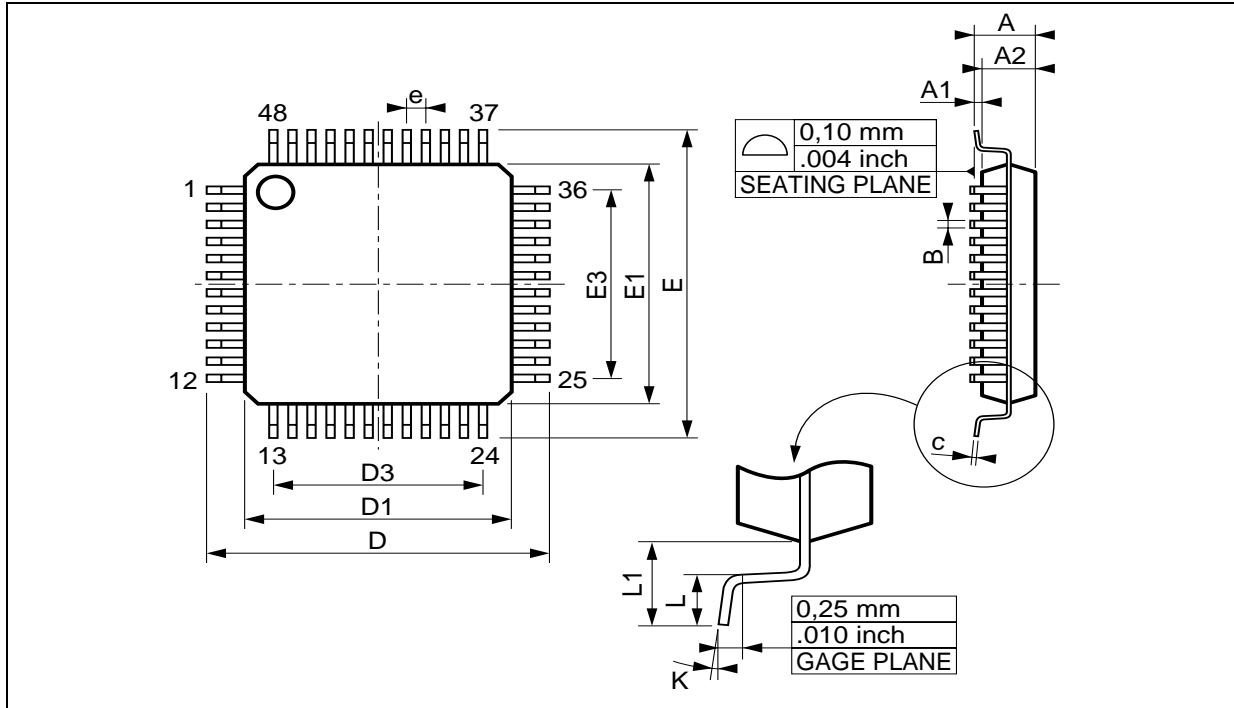 A
A2
A1
e
48
37
0,10 mm
.004 inch
SEATING PLANE
1
36
B
E3
E1
E
12
25
13
24
c
D3
D1
D
L1
L
0,25 mm
.010 inch
GAGE PLANE
K